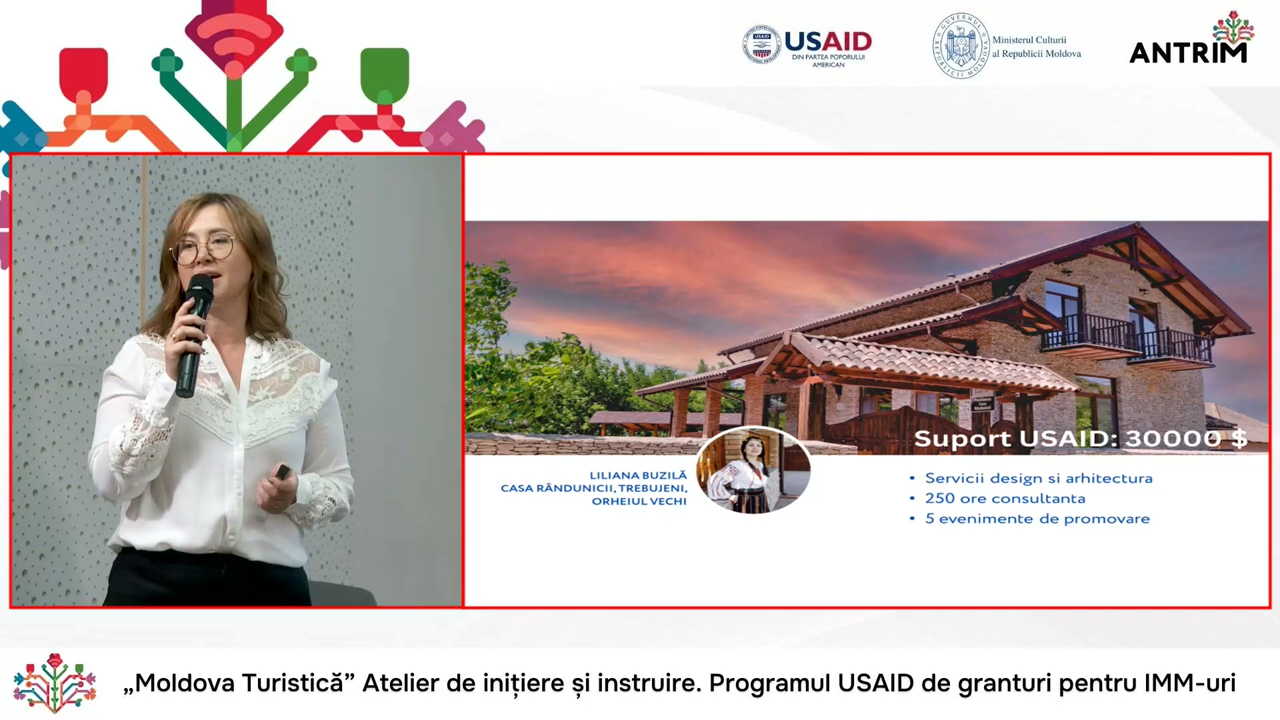 USAID
DIN PARTEA POPORULUI
AMERICAN
Ministerul Culturii
al Republicii Moldova
ANTRIM
Suport USAID: 30000 $
LILIANA BUZILĂ
CASA RÂNDUNICII, TREBUJENI,
ORHEIUL VECHI
• Servicii design si arhitectura
• 250 ore consultanta
• 5 evenimente de promovare
„Moldova Turistică” Atelier de inițiere și instruire. Programul USAID de granturi pentru IMM-uri